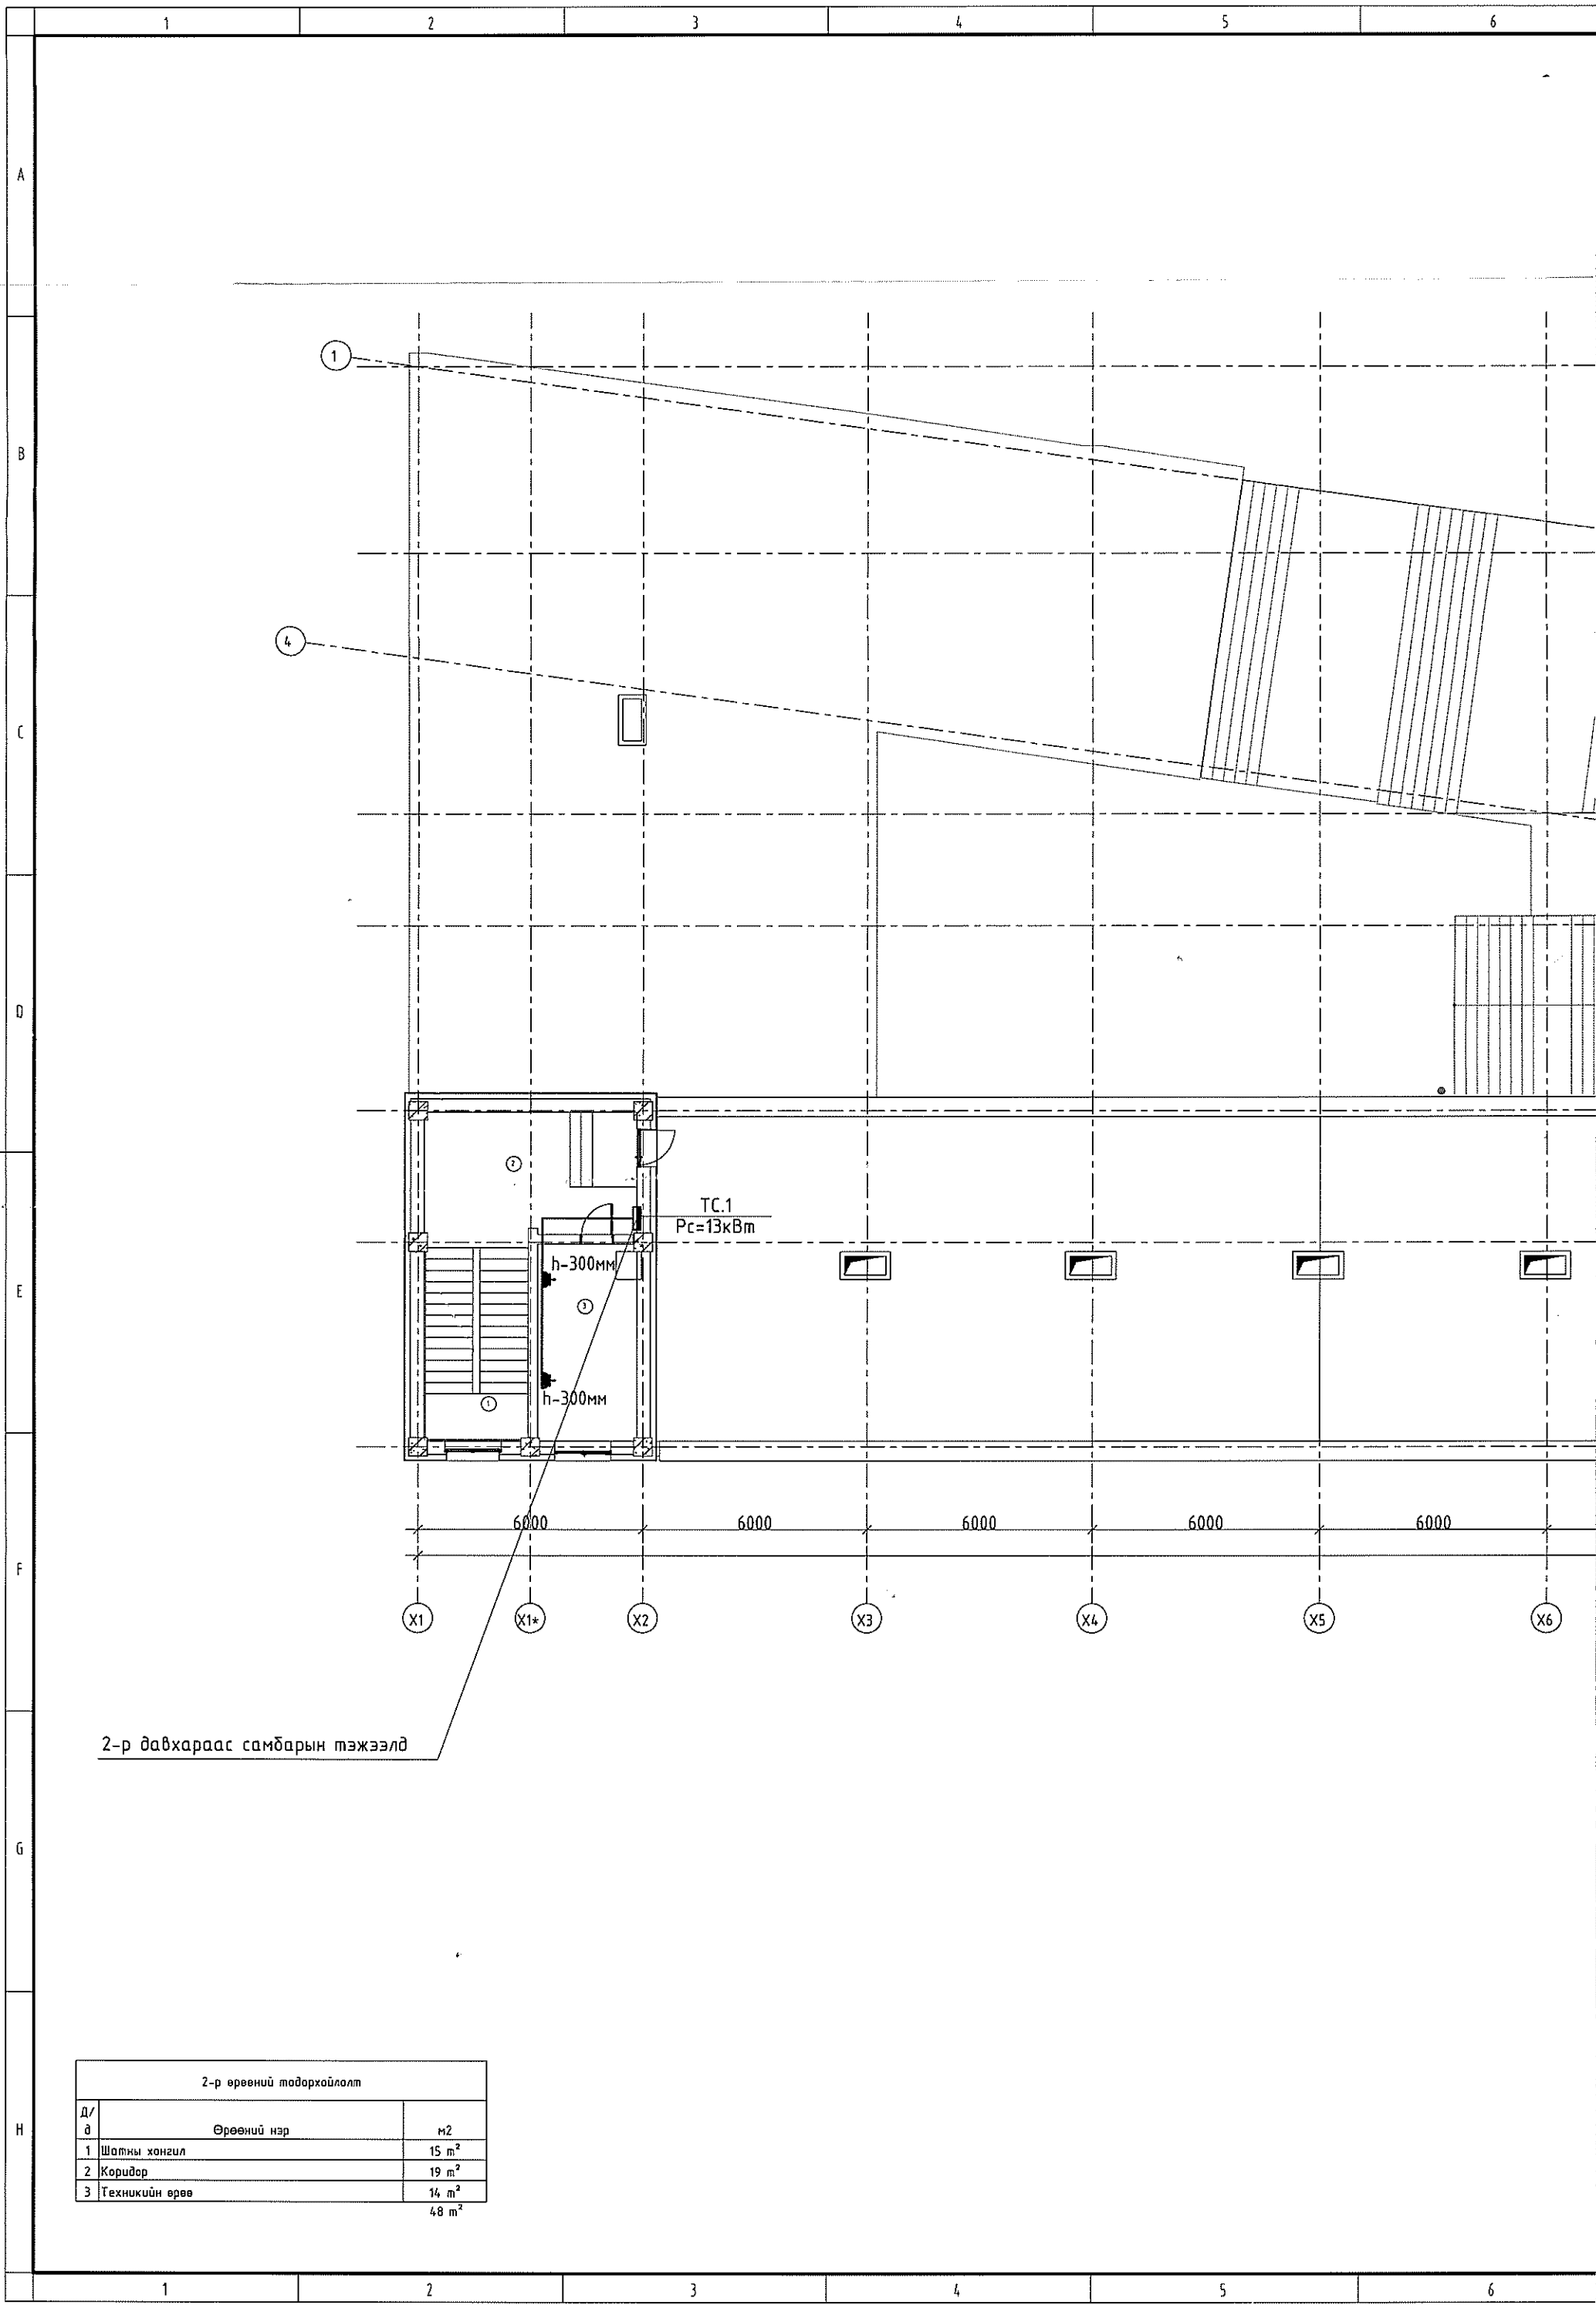 1 2 3 4 5 6
A
B
C
D
E
F
G
H
1
4
2
TC.1
Pc=13кВт
h-300мм
3
h-300мм
1
6000 6000 6000 6000 6000
X1 X1* X2 X3 X4 X5 X6
2-р давхараас самбарын тэжээлд
2-р өрөөний тодорхойлолт
Д/
д Өрөөний нэр м2
1 Шатны хонгил 15 m²
2 Коридор 19 m²
3 Техникийн өрөө 14 m²
48 m²
1 2 3 4 5 6